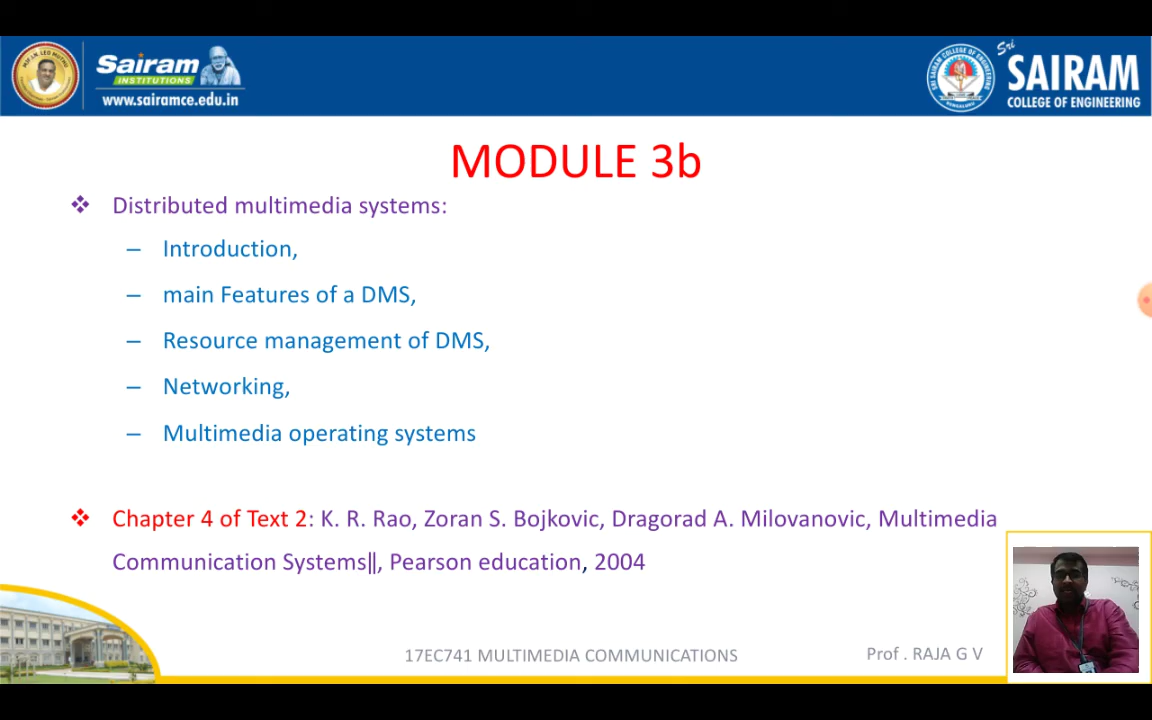 Sairam
INSTITUTIONS
www.sairamce.edu.in
Sri
SAIRAM
COLLEGE OF ENGINEERING
MODULE 3b
❖ Distributed multimedia systems:
– Introduction,
– main Features of a DMS,
– Resource management of DMS,
– Networking,
– Multimedia operating systems
❖ Chapter 4 of Text 2: K. R. Rao, Zoran S. Bojkovic, Dragorad A. Milovanovic, Multimedia
Communication Systems‖, Pearson education, 2004
17EC741 MULTIMEDIA COMMUNICATIONS
Prof . RAJA G V